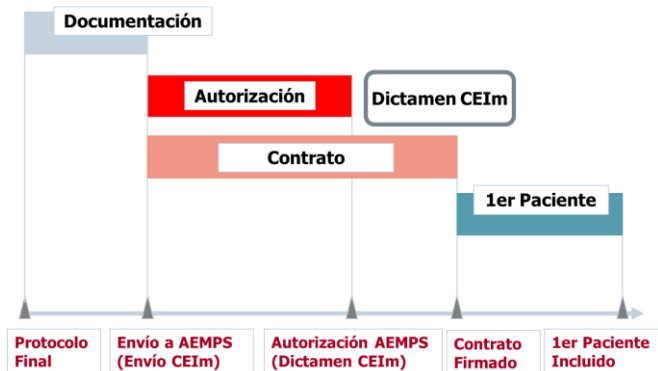 Documentación
Autorización
Dictamen CEIm
Contrato
1er Paciente
Protocolo
Final
Envío a AEMPS
(Envío CEIm)
Autorización AEMPS
(Dictamen CEIm)
Contrato
Firmado
1er Paciente
Incluido